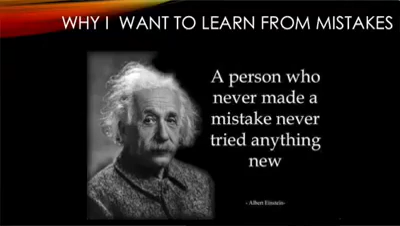 WHY I WANT TO LEARN FROM MISTAKES
A person who
never made a
mistake never
tried anything
new
- Albert Einstein-